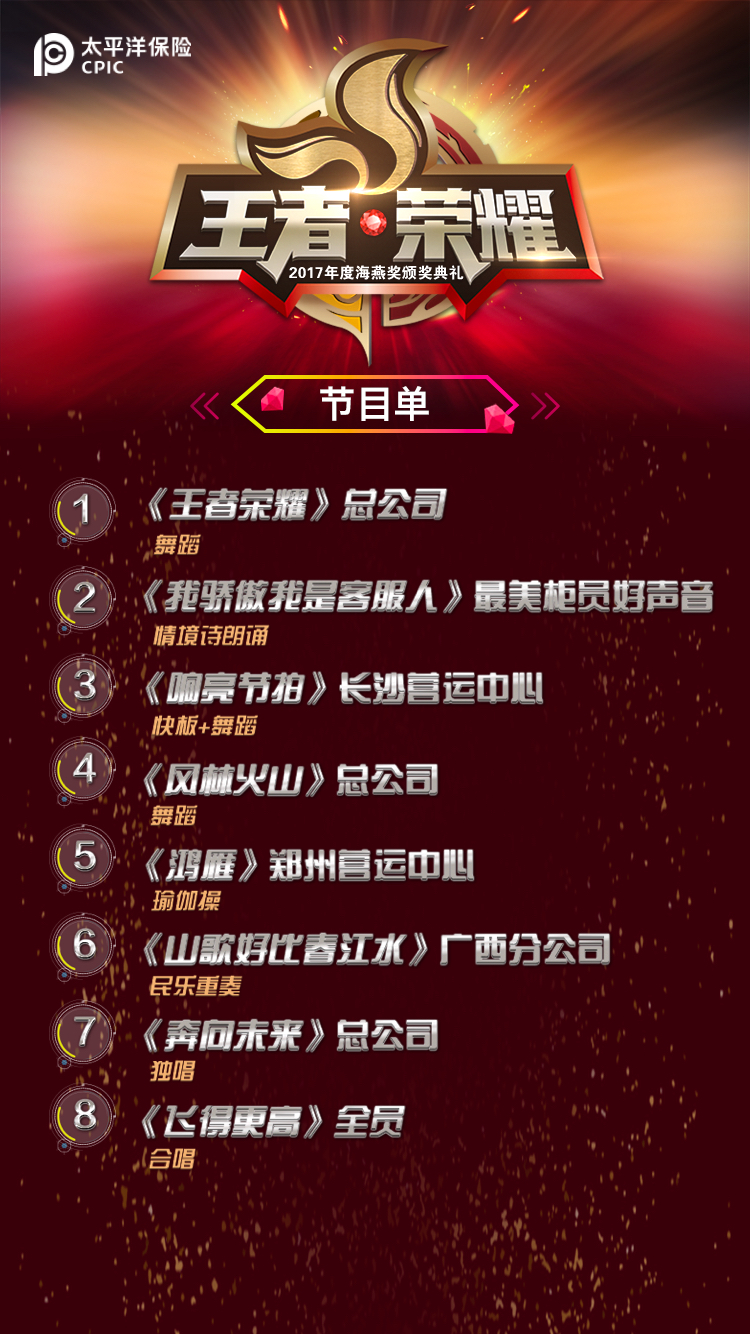 太平洋保险
CPIC
王者·荣耀
2017年度海燕奖颁奖典礼
节目单
1 《王者荣耀》总公司
舞蹈
2 《我骄傲我是客服人》最美柜员好声音
情境诗朗诵
3 《响亮节拍》长沙营运中心
快板+舞蹈
4 《风林火山》总公司
舞蹈
5 《鸿雁》郑州营运中心
瑜伽操
6 《山歌好比春江水》广西分公司
民乐重奏
7 《奔向未来》总公司
独唱
8 《飞得更高》全员
合唱